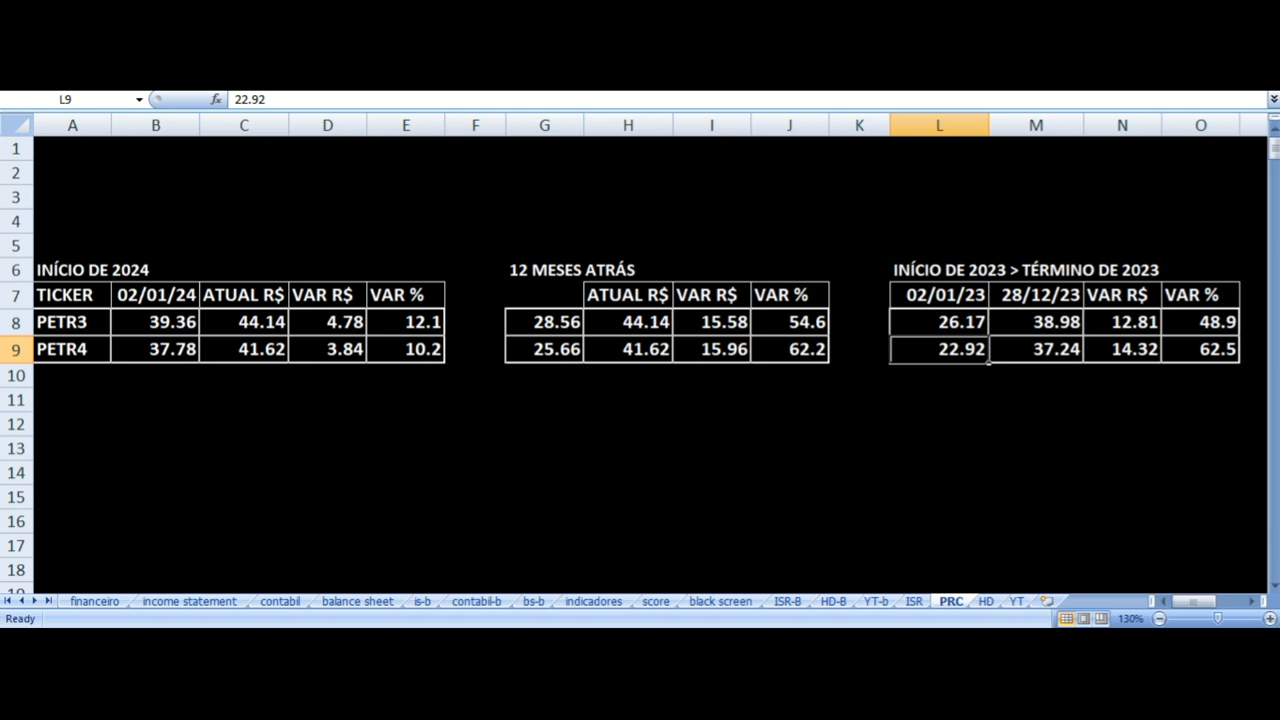 L9 fx 22.92
A B C D E F G H I J K L M N O
1
2
3
4
5
6 INÍCIO DE 2024 12 MESES ATRÁS INÍCIO DE 2023 > TÉRMINO DE 2023
7 TICKER 02/01/24 ATUAL R$ VAR R$ VAR % ATUAL R$ VAR R$ VAR % 02/01/23 28/12/23 VAR R$ VAR %
8 PETR3 39.36 44.14 4.78 12.1 28.56 44.14 15.58 54.6 26.17 38.98 12.81 48.9
9 PETR4 37.78 41.62 3.84 10.2 25.66 41.62 15.96 62.2 22.92 37.24 14.32 62.5
10
11
12
13
14
15
16
17
18
financeiro income statement contabil balance sheet is-b contabil-b bs-b indicadores score black screen ISR-B HD-B YT-b ISR PRC HD YT
Ready 130%